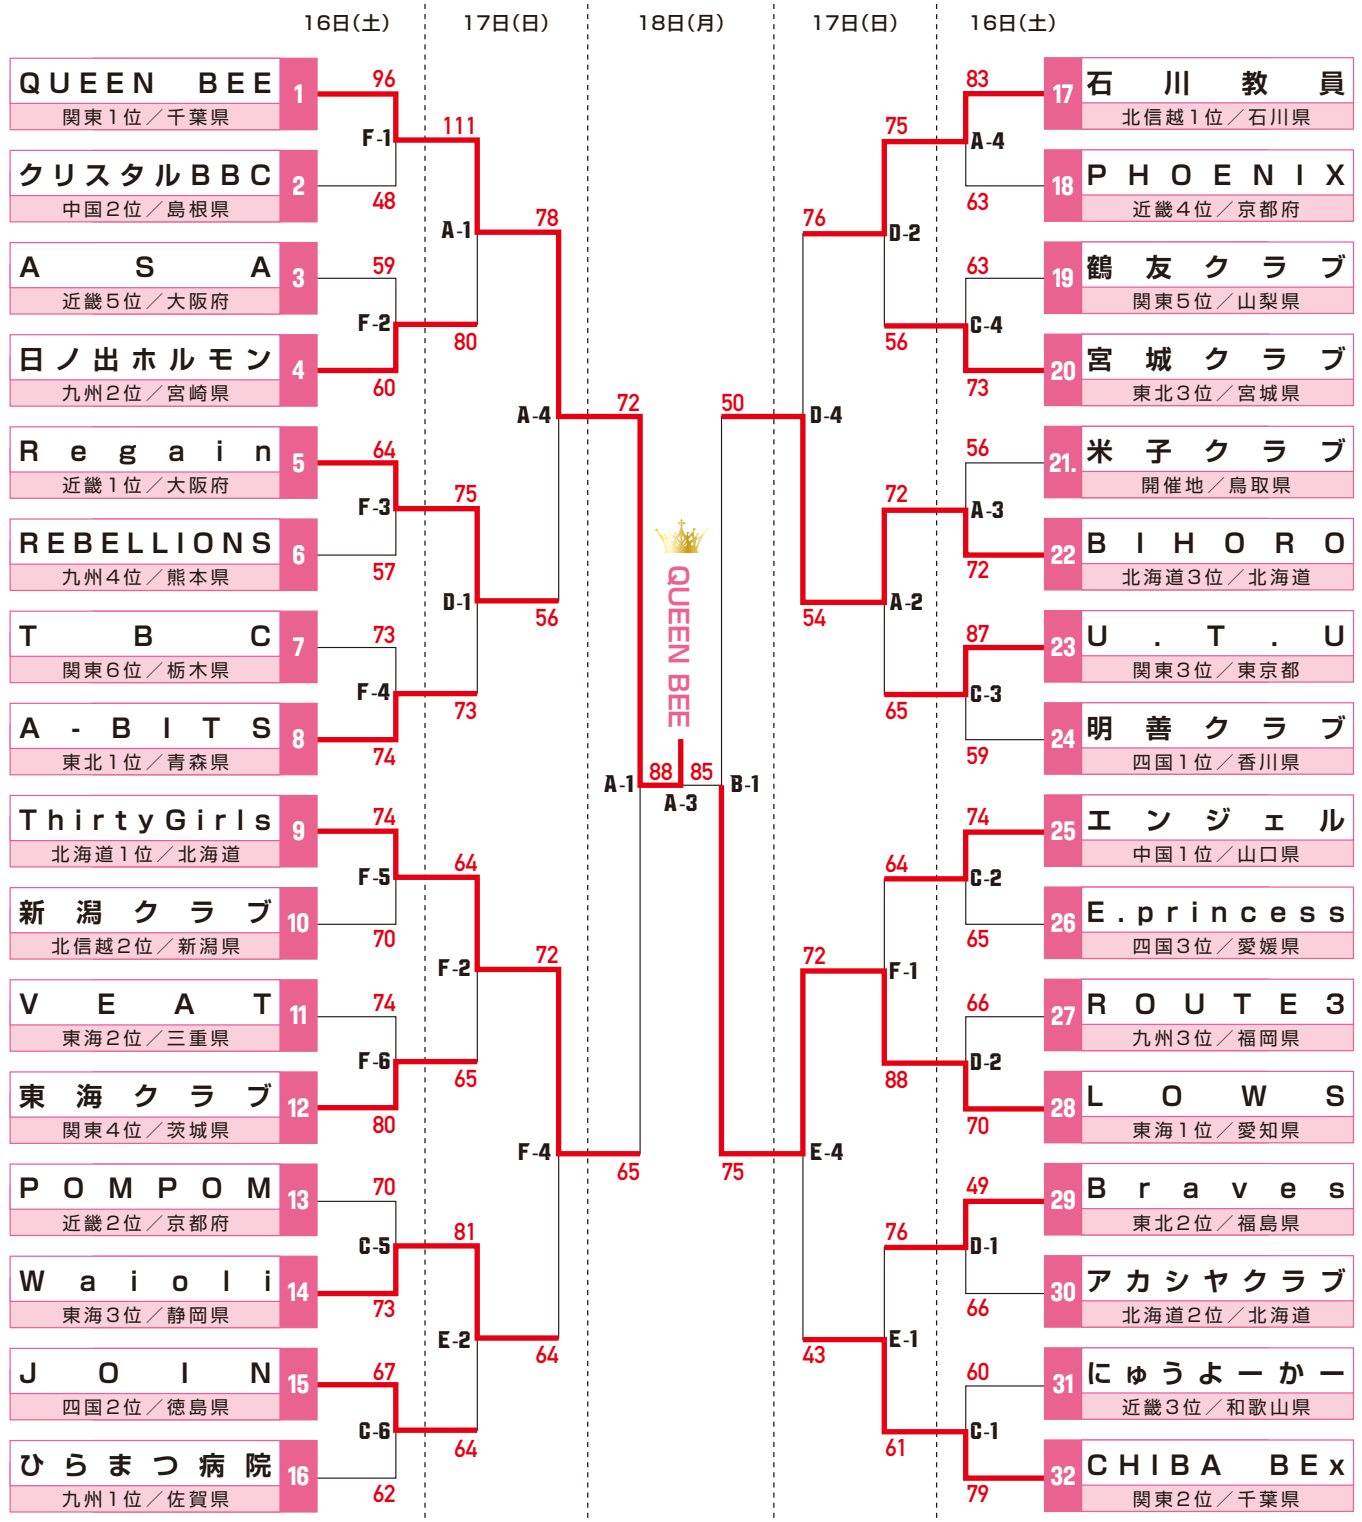 16日(土)
17日(日)
18日(月)
17日(日)
16日(土)
QUEEN BEE
関東1位／千葉県
1
クリスタルBBC
中国2位／島根県
2
ASA
近畿5位／大阪府
3
日ノ出ホルモン
九州2位／宮崎県
4
Regain
近畿1位／大阪府
5
REBELLIONS
九州4位／熊本県
6
TBC
関東6位／栃木県
7
A-BITS
東北1位／青森県
8
ThirtyGirls
北海道1位／北海道
9
新潟クラブ
北信越2位／新潟県
10
VEAT
東海2位／三重県
11
東海クラブ
関東4位／茨城県
12
POMPOM
近畿2位／京都府
13
Waioli
東海3位／静岡県
14
JOIN
四国2位／徳島県
15
ひらまつ病院
九州1位／佐賀県
16
96
F-1
48
59
F-2
60
64
F-3
57
73
F-4
74
74
F-5
70
74
F-6
80
70
C-5
73
67
C-6
62
111
A-1
80
75
D-1
73
64
F-2
65
81
E-2
64
78
A-4
56
72
F-4
64
72
A-1
65
QUEEN BEE
88
85
A-3
50
B-1
75
76
D-4
54
72
E-4
43
75
D-2
56
72
A-2
65
64
F-1
88
76
E-1
61
83
A-4
63
63
C-4
73
56
A-3
72
87
C-3
59
74
C-2
65
66
D-2
70
49
D-1
66
60
C-1
79
17
石川教員
北信越1位／石川県
18
PHOENIX
近畿4位／京都府
19
鶴友クラブ
関東5位／山梨県
20
宮城クラブ
東北3位／宮城県
21.
米子クラブ
開催地／鳥取県
22
BIHORO
北海道3位／北海道
23
U.T.U
関東3位／東京都
24
明善クラブ
四国1位／香川県
25
エンジェル
中国1位／山口県
26
E.princess
四国3位／愛媛県
27
ROUTE3
九州3位／福岡県
28
LOWS
東海1位／愛知県
29
Braves
東北2位／福島県
30
アカシヤクラブ
北海道2位／北海道
31
にゅうよーかー
近畿3位／和歌山県
32
CHIBA BEx
関東2位／千葉県